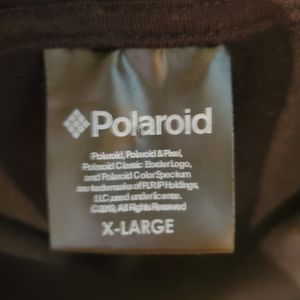 Polaroid
Polaroid, Polaroid & Pixel,
Polaroid Classic Border Logo,
and Polaroid Color Spectrum
are trademarks of PLR IP Holdings,
LLC, used under license.
© 2019, All Rights Reserved
X-LARGE